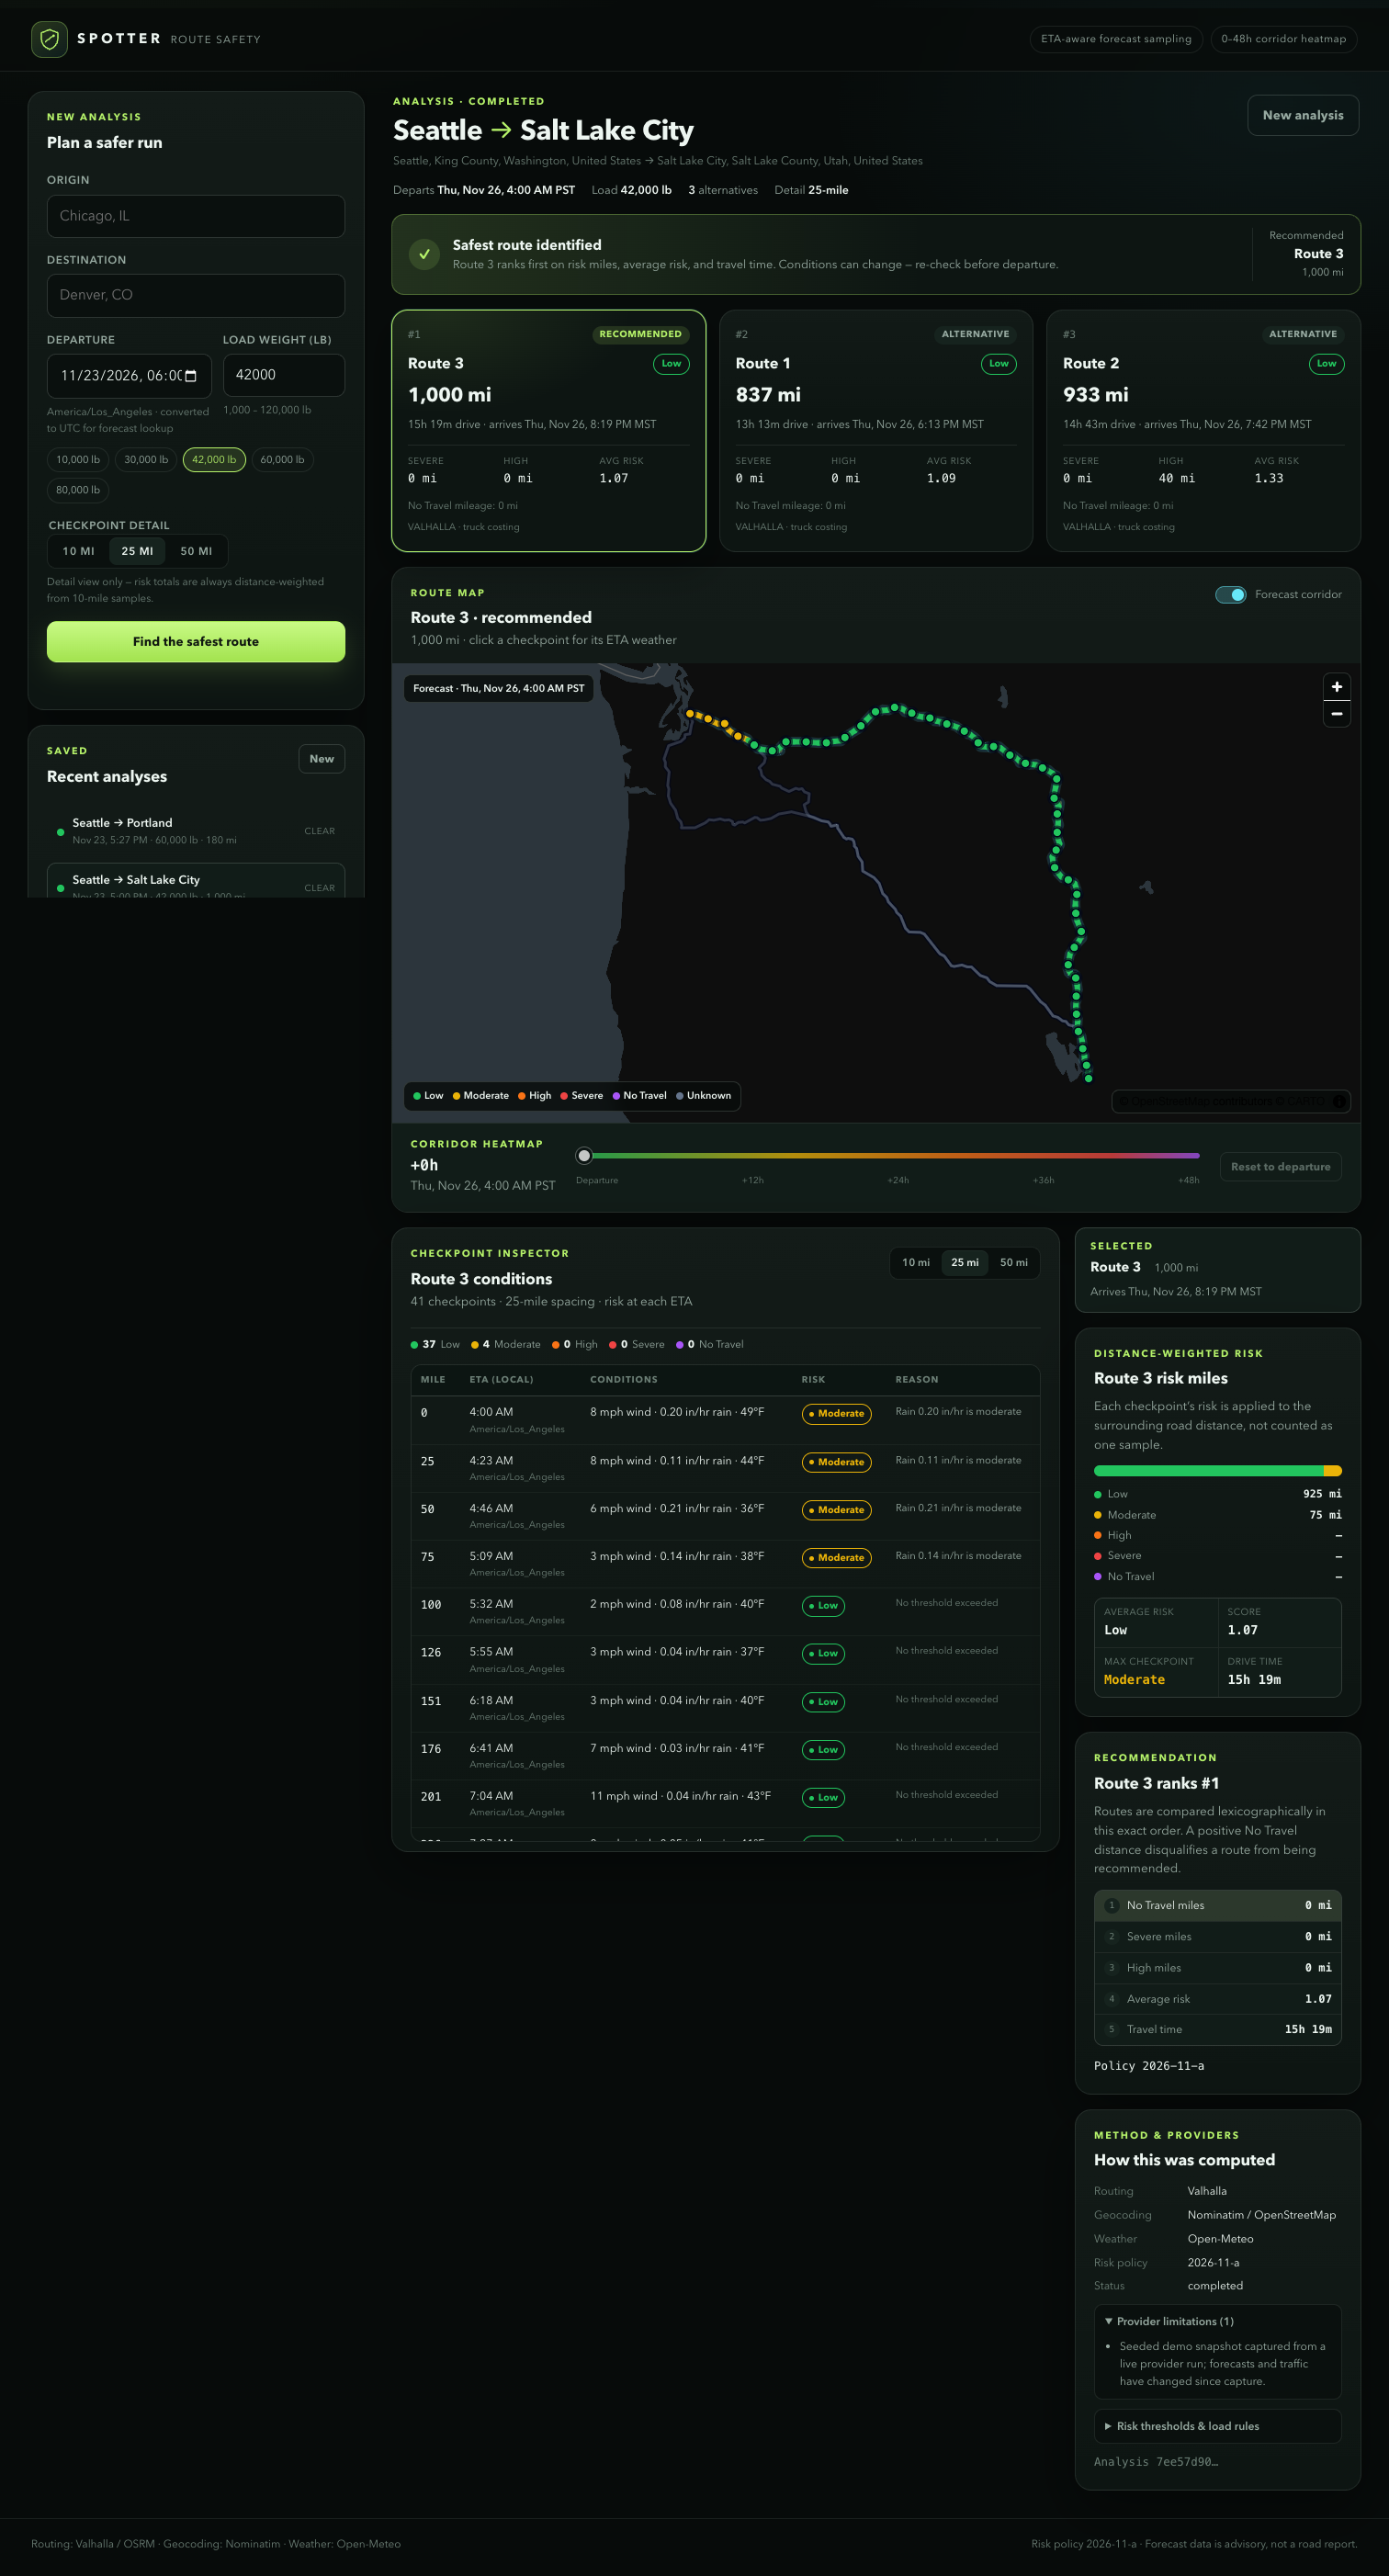 SPOTTER ROUTE SAFETY
ETA-aware forecast sampling
0–48h corridor heatmap
NEW ANALYSIS
Plan a safer run
ORIGIN
Chicago, IL
DESTINATION
Denver, CO
DEPARTURE
LOAD WEIGHT (LB)
11/23/2026, 06:00
42000
America/Los_Angeles · converted
to UTC for forecast lookup
1,000 – 120,000 lb
10,000 lb
30,000 lb
42,000 lb
60,000 lb
80,000 lb
CHECKPOINT DETAIL
10 MI
25 MI
50 MI
Detail view only — risk totals are always distance-weighted
from 10-mile samples.
Find the safest route
SAVED
Recent analyses
New
Seattle → Portland
Nov 23, 5:27 PM · 60,000 lb · 180 mi
CLEAR
Seattle → Salt Lake City
Nov 23, 5:00 PM · 42,000 lb · 1,000 mi
CLEAR
ANALYSIS · COMPLETED
Seattle → Salt Lake City
Seattle, King County, Washington, United States → Salt Lake City, Salt Lake County, Utah, United States
Departs Thu, Nov 26, 4:00 AM PST Load 42,000 lb 3 alternatives Detail 25-mile
New analysis
Safest route identified
Route 3 ranks first on risk miles, average risk, and travel time. Conditions can change — re-check before departure.
Recommended
Route 3
1,000 mi
#1
RECOMMENDED
Route 3
Low
1,000 mi
15h 19m drive · arrives Thu, Nov 26, 8:19 PM MST
SEVERE HIGH AVG RISK
0 mi 0 mi 1.07
No Travel mileage: 0 mi
VALHALLA · truck costing
#2
ALTERNATIVE
Route 1
Low
837 mi
13h 13m drive · arrives Thu, Nov 26, 6:13 PM MST
SEVERE HIGH AVG RISK
0 mi 0 mi 1.09
No Travel mileage: 0 mi
VALHALLA · truck costing
#3
ALTERNATIVE
Route 2
Low
933 mi
14h 43m drive · arrives Thu, Nov 26, 7:42 PM MST
SEVERE HIGH AVG RISK
0 mi 40 mi 1.33
No Travel mileage: 0 mi
VALHALLA · truck costing
ROUTE MAP
Route 3 · recommended
1,000 mi · click a checkpoint for its ETA weather
Forecast corridor
Forecast · Thu, Nov 26, 4:00 AM PST
+
−
Low Moderate High Severe No Travel Unknown
© OpenStreetMap contributors © CARTO
CORRIDOR HEATMAP
+0h
Thu, Nov 26, 4:00 AM PST
Departure +12h +24h +36h +48h
Reset to departure
CHECKPOINT INSPECTOR
Route 3 conditions
41 checkpoints · 25-mile spacing · risk at each ETA
10 mi 25 mi 50 mi
37 Low 4 Moderate 0 High 0 Severe 0 No Travel
MILE ETA (LOCAL) CONDITIONS RISK REASON
0 4:00 AM 8 mph wind · 0.20 in/hr rain · 49°F Moderate Rain 0.20 in/hr is moderate
America/Los_Angeles
25 4:23 AM 8 mph wind · 0.11 in/hr rain · 44°F Moderate Rain 0.11 in/hr is moderate
America/Los_Angeles
50 4:46 AM 6 mph wind · 0.21 in/hr rain · 36°F Moderate Rain 0.21 in/hr is moderate
America/Los_Angeles
75 5:09 AM 3 mph wind · 0.14 in/hr rain · 38°F Moderate Rain 0.14 in/hr is moderate
America/Los_Angeles
100 5:32 AM 2 mph wind · 0.08 in/hr rain · 40°F Low No threshold exceeded
America/Los_Angeles
126 5:55 AM 3 mph wind · 0.04 in/hr rain · 37°F Low No threshold exceeded
America/Los_Angeles
151 6:18 AM 3 mph wind · 0.04 in/hr rain · 40°F Low No threshold exceeded
America/Los_Angeles
176 6:41 AM 7 mph wind · 0.03 in/hr rain · 41°F Low No threshold exceeded
America/Los_Angeles
201 7:04 AM 11 mph wind · 0.04 in/hr rain · 43°F Low No threshold exceeded
America/Los_Angeles
SELECTED
Route 3 1,000 mi
Arrives Thu, Nov 26, 8:19 PM MST
DISTANCE-WEIGHTED RISK
Route 3 risk miles
Each checkpoint's risk is applied to the
surrounding road distance, not counted as
one sample.
Low 925 mi
Moderate 75 mi
High —
Severe —
No Travel —
AVERAGE RISK SCORE
Low 1.07
MAX CHECKPOINT DRIVE TIME
Moderate 15h 19m
RECOMMENDATION
Route 3 ranks #1
Routes are compared lexicographically in
this exact order. A positive No Travel
distance disqualifies a route from being
recommended.
1 No Travel miles 0 mi
2 Severe miles 0 mi
3 High miles 0 mi
4 Average risk 1.07
5 Travel time 15h 19m
Policy 2026-11-a
METHOD & PROVIDERS
How this was computed
Routing Valhalla
Geocoding Nominatim / OpenStreetMap
Weather Open-Meteo
Risk policy 2026-11-a
Status completed
▼ Provider limitations (1)
• Seeded demo snapshot captured from a
live provider run; forecasts and traffic
have changed since capture.
▶ Risk thresholds & load rules
Analysis 7ee57d90…
Routing: Valhalla / OSRM · Geocoding: Nominatim · Weather: Open-Meteo
Risk policy 2026-11-a · Forecast data is advisory, not a road report.